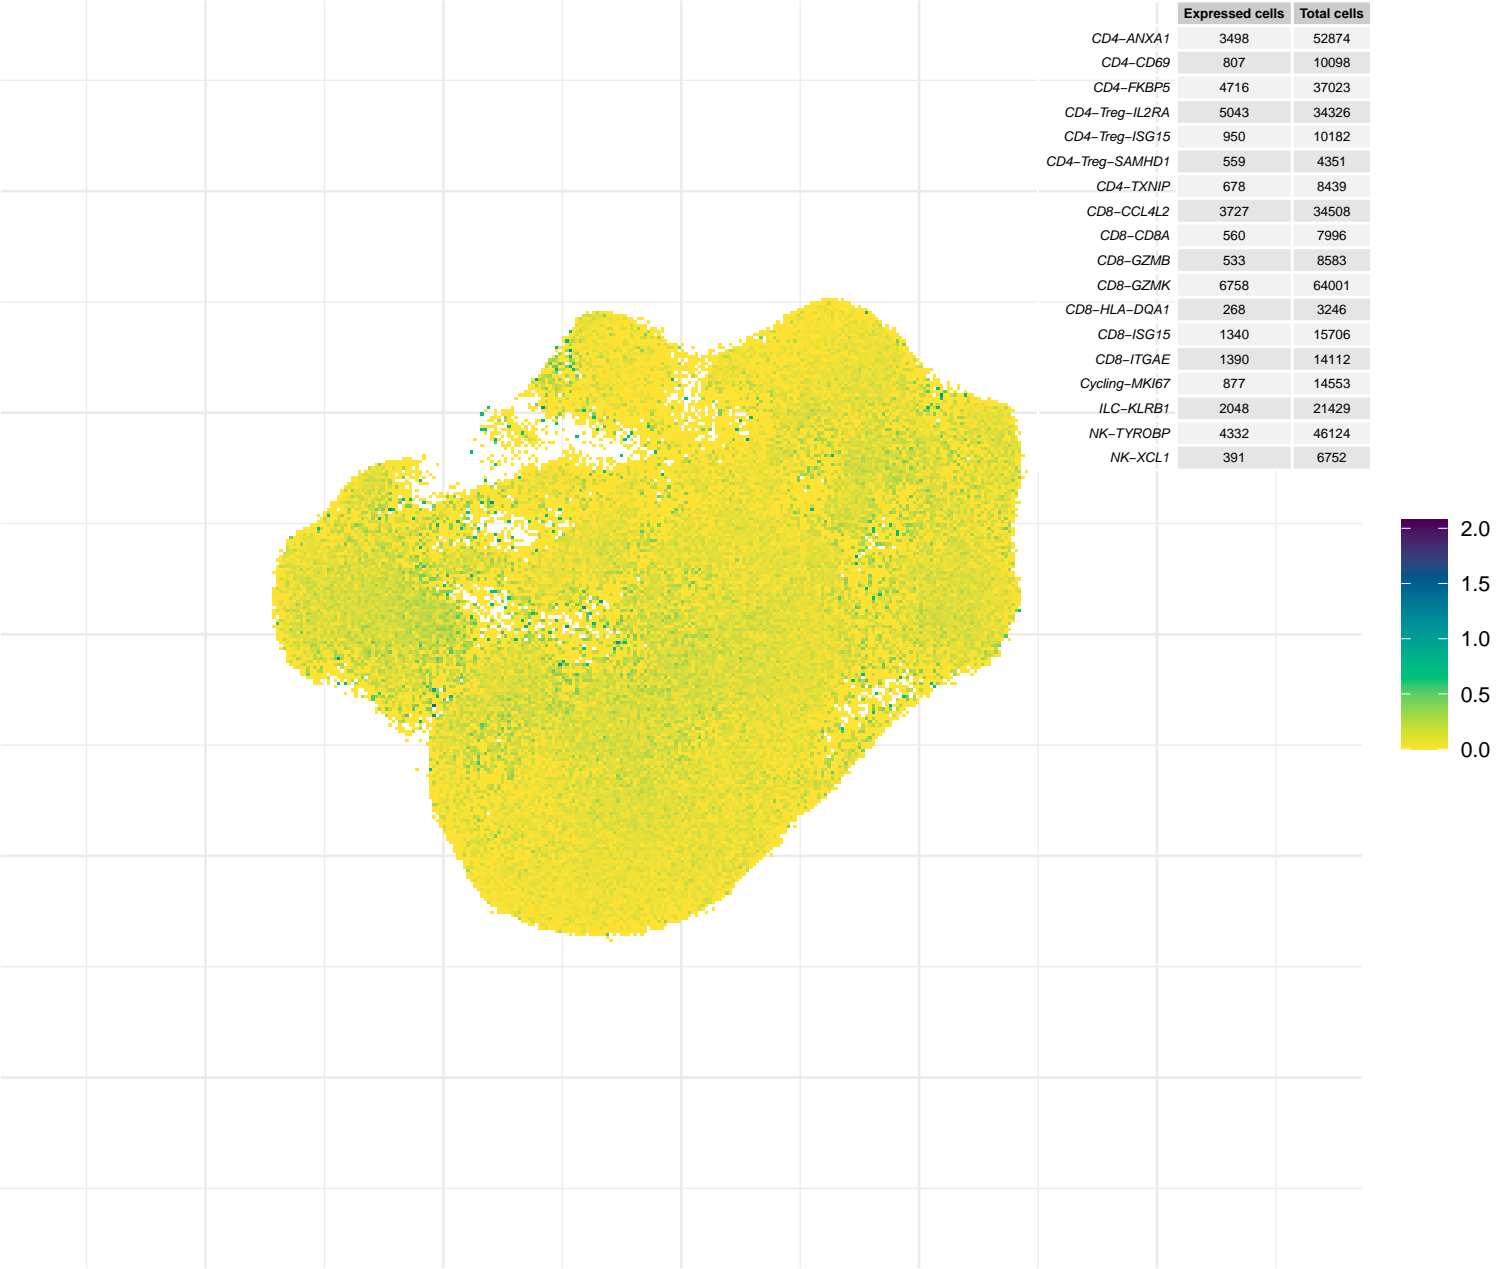 Expressed cells Total cells
CD4−ANXA1 3498 52874
CD4−CD69 807 10098
CD4−FKBP5 4716 37023
CD4−Treg−IL2RA 5043 34326
CD4−Treg−ISG15 950 10182
CD4−Treg−SAMHD1 559 4351
CD4−TXNIP 678 8439
CD8−CCL4L2 3727 34508
CD8−CD8A 560 7996
CD8−GZMB 533 8583
CD8−GZMK 6758 64001
CD8−HLA−DQA1 268 3246
CD8−ISG15 1340 15706
CD8−ITGAE 1390 14112
Cycling−MKI67 877 14553
ILC−KLRB1 2048 21429
NK−TYROBP 4332 46124
NK−XCL1 391 6752
2.0
1.5
1.0
0.5
0.0